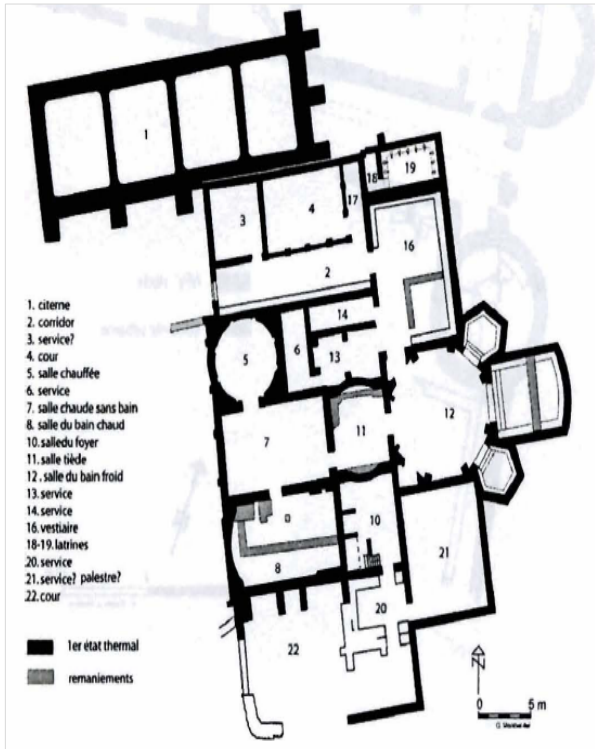 1
3
4
17
18
19
16
2
14
13
6
5
12
11
7
10
21
8
20
22
1. citerne
2. corridor
3. service?
4. cour
5. salle chauffée
6. service
7. salle chaude sans bain
8. salle du bain chaud
10. salledu foyer
11. salle tiède
12. salle du bain froid
13. service
14. service
16. vestiaire
18-19. latrines
20. service
21. service? palestre?
22. cour
1er état thermal
remaniements
N
0 5 m